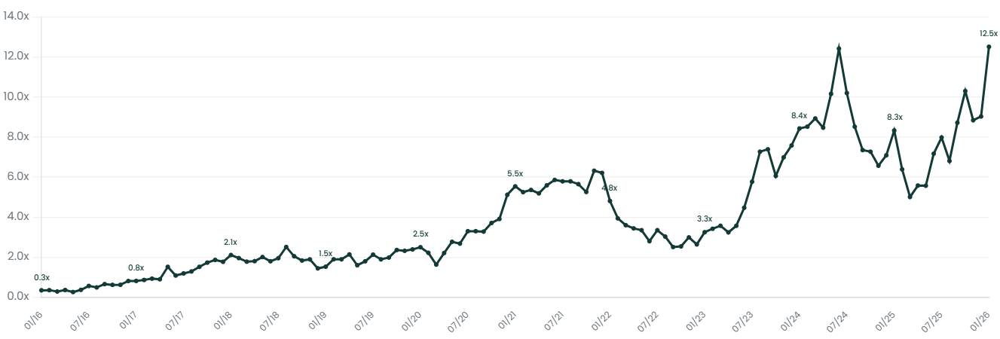 14.0x
12.5x
12.0x
10.0x
8.4x
8.3x
8.0x
6.0x
5.5x
4.8x
4.0x
3.3x
2.5x
2.1x
2.0x
1.5x
0.8x
0.3x
0.0x
01/16 07/16 01/17 07/17 01/18 07/18 01/19 07/19 01/20 07/20 01/21 07/21 01/22 07/22 01/23 07/23 01/24 07/24 01/25 07/25 01/26